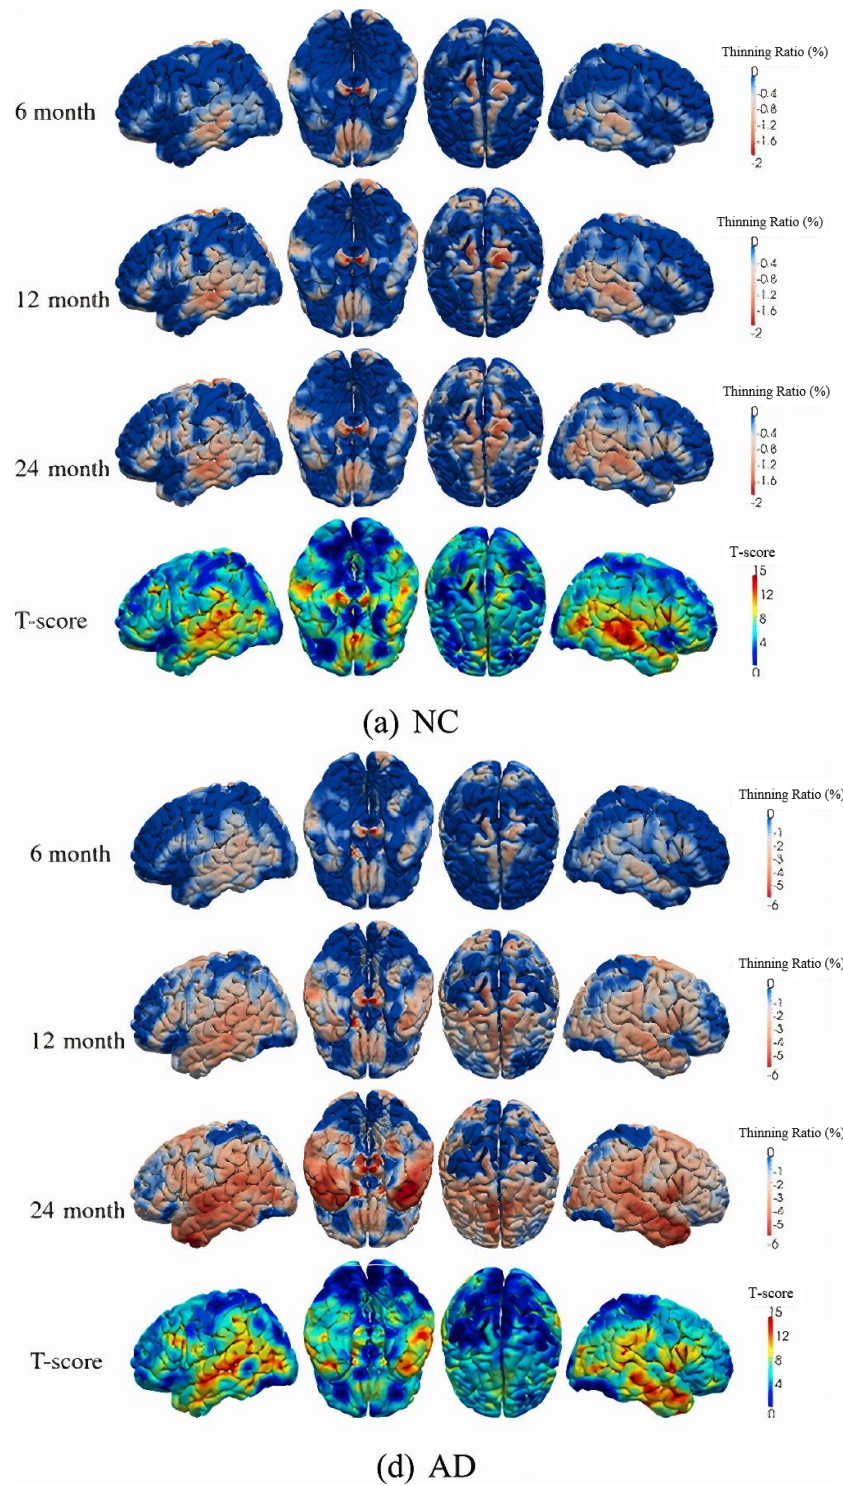 Thinning Ratio (%)
6 month
0
-0.4
-0.8
-1.2
-1.6
-2
Thinning Ratio (%)
12 month
0
-0.4
-0.8
-1.2
-1.6
-2
Thinning Ratio (%)
24 month
0
-0.4
-0.8
-1.2
-1.6
-2
T-score
T-score
15
12
8
4
0
(a) NC
Thinning Ratio (%)
6 month
0
-1
-2
-3
-4
-5
-6
Thinning Ratio (%)
12 month
0
-1
-2
-3
-4
-5
-6
Thinning Ratio (%)
24 month
0
-1
-2
-3
-4
-5
-6
T-score
T-score
15
12
8
4
0
(d) AD